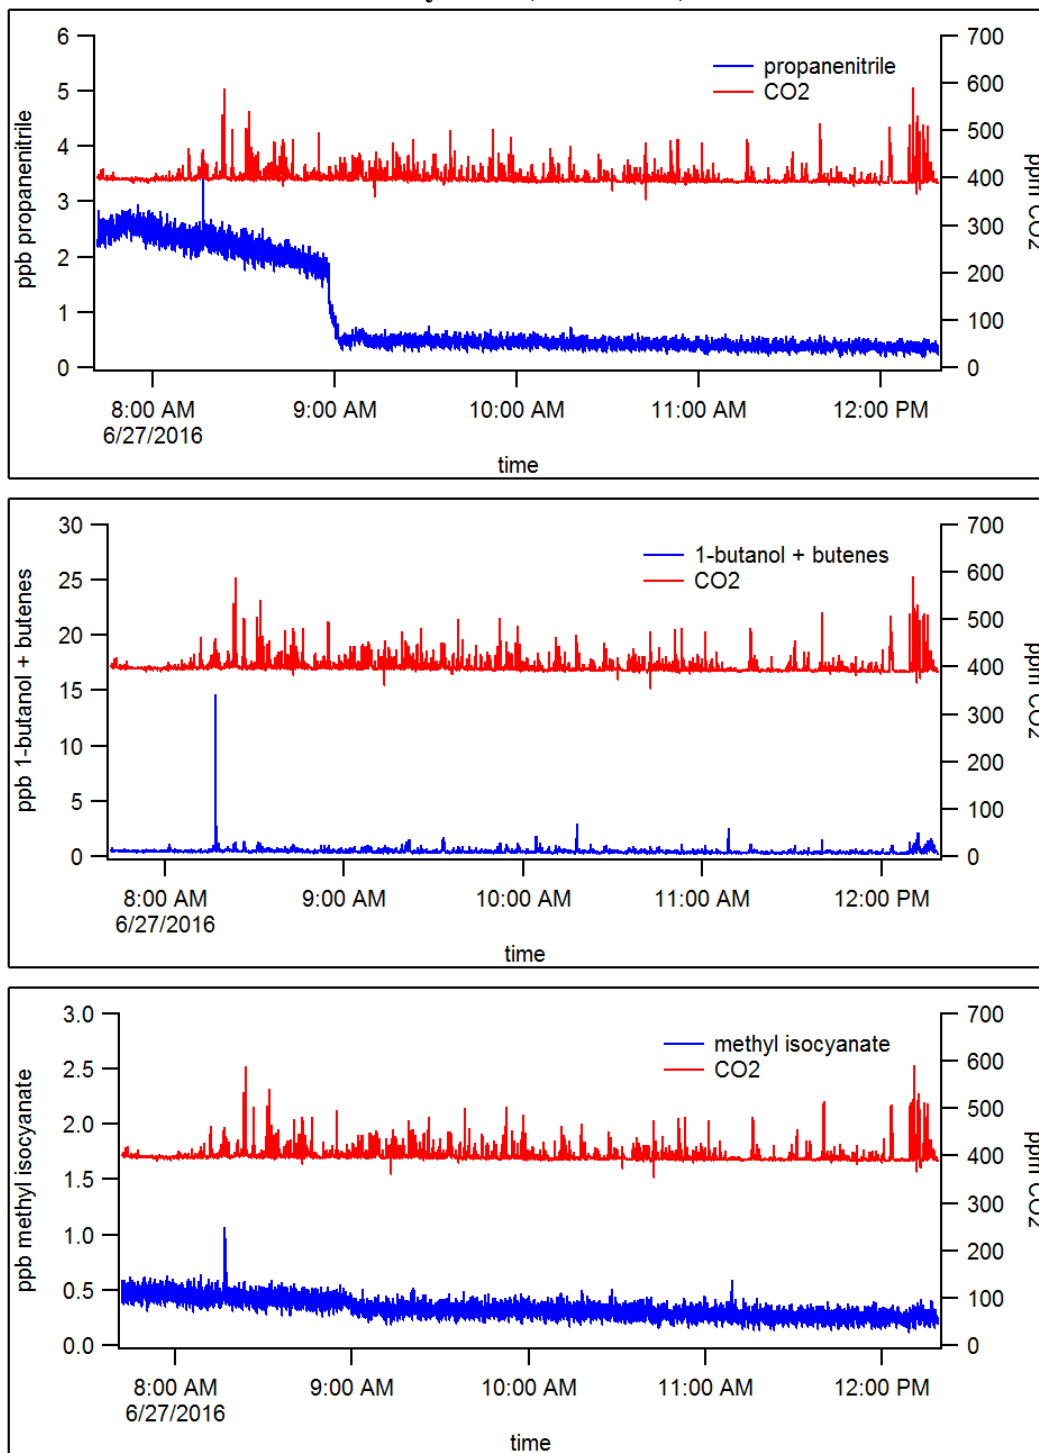 6
5
4
3
2
1
0
ppb propanenitrile
propanenitrile
CO2
700
600
500
400
300
200
100
0
ppm CO2
8:00 AM
6/27/2016
9:00 AM
10:00 AM
11:00 AM
12:00 PM
time
30
25
20
15
10
5
0
ppb 1-butanol + butenes
1-butanol + butenes
CO2
700
600
500
400
300
200
100
0
ppm CO2
8:00 AM
6/27/2016
9:00 AM
10:00 AM
11:00 AM
12:00 PM
time
3.0
2.5
2.0
1.5
1.0
0.5
0.0
ppb methyl isocyanate
methyl isocyanate
CO2
700
600
500
400
300
200
100
0
ppm CO2
8:00 AM
6/27/2016
9:00 AM
10:00 AM
11:00 AM
12:00 PM
time